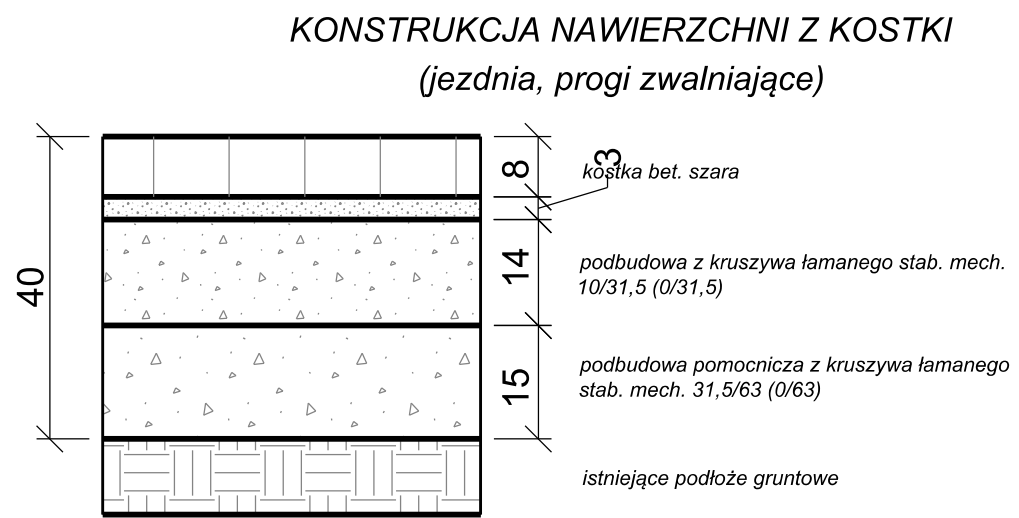 KONSTRUKCJA NAWIERZCHNI Z KOSTKI
(jezdnia, progi zwalniające)
8
3
kostka bet. szara
14
podbudowa z kruszywa łamanego stab. mech.
10/31,5 (0/31,5)
40
15
podbudowa pomocnicza z kruszywa łamanego
stab. mech. 31,5/63 (0/63)
istniejące podłoże gruntowe